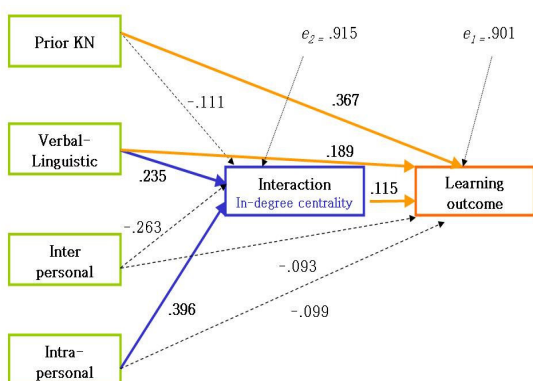 Prior KN
e2 = .915
e1= .901
-.111
.367
Verbal-
Linguistic
.189
.235
Interaction
In-degree centrality
.115
Learning
outcome
-.263
Inter
personal
-.093
.396
-.099
Intra-
personal